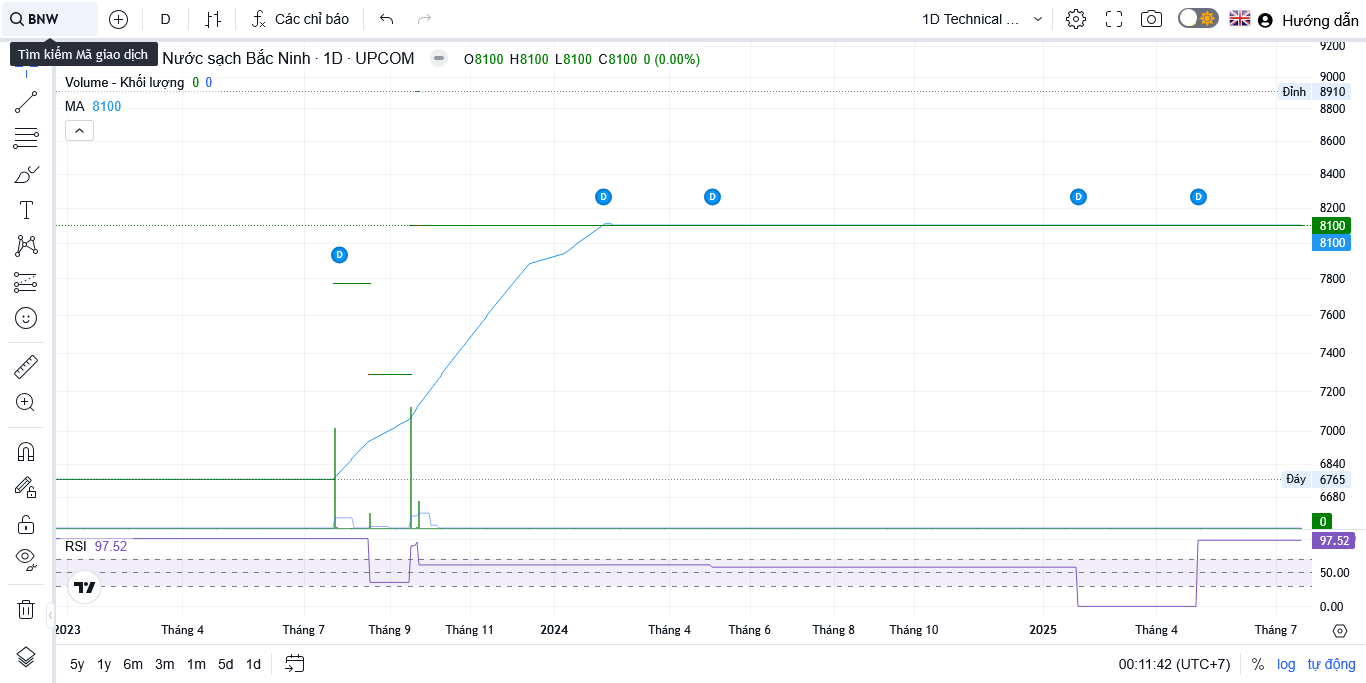 BNW D Các chỉ báo 1D Technical ... Hướng dẫn
Tìm kiếm Mã giao dịch
Nước sạch Bắc Ninh · 1D · UPCOM O8100 H8100 L8100 C8100 0 (0.00%)
Volume - Khối lượng 0 0
MA 8100
9200
9000
Đỉnh 8910
8800
8600
8400
8200
D D D D
8100
8100
D
7800
7600
7400
7200
7000
6840
Đáy 6765
6680
0
RSI 97.52
97.52
50.00
0.00
2023 Tháng 4 Tháng 7 Tháng 9 Tháng 11 2024 Tháng 4 Tháng 6 Tháng 8 Tháng 10 2025 Tháng 4 Tháng 7
5y 1y 6m 3m 1m 5d 1d 00:11:42 (UTC+7) % log tự động